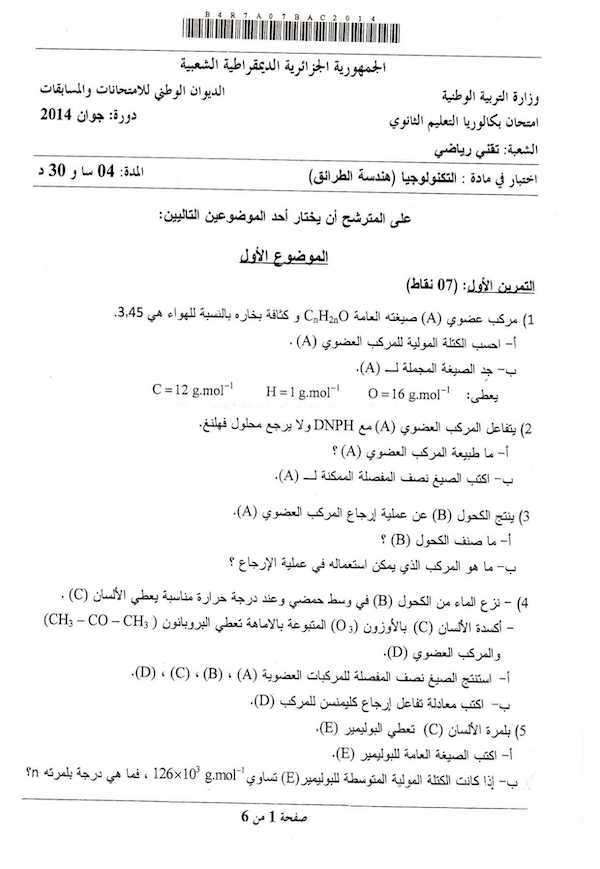 B4R7A07BAC2014
الجمهورية الجزائرية الديمقراطية الشعبية
وزارة التربية الوطنية الديوان الوطني للامتحانات والمسابقات
امتحان بكالوريا التعليم الثانوي دورة: جوان 2014
الشعبة: تقني رياضي
اختبار في مادة : التكنولوجيا (هندسة الطرائق) المدة: 04 سا و 30 د
على المترشح أن يختار أحد الموضوعين التاليين:
الموضوع الأول
التمرين الأول: (07 نقاط)
1) مركب عضوي (A) صيغته العامة CnH2nO و كثافة بخاره بالنسبة للهواء هي 3,45.
أ- احسب الكتلة المولية للمركب العضوي (A) .
ب- جد الصيغة المجملة لـــ (A).
يعطى: C = 12 g.mol⁻¹ H = 1 g.mol⁻¹ O = 16 g.mol⁻¹
2) يتفاعل المركب العضوي (A) مع DNPH ولا يرجع محلول فهلنغ.
أ- ما طبيعة المركب العضوي (A) ؟
ب- اكتب الصيغ نصف المفصلة الممكنة لـــ (A).
3) ينتج الكحول (B) عن عملية إرجاع المركب العضوي (A).
أ- ما صنف الكحول (B) ؟
ب- ما هو المركب الذي يمكن استعماله في عملية الإرجاع ؟
4) - نزع الماء من الكحول (B) في وسط حمضي وعند درجة حرارة مناسبة يعطي الألسان (C) .
- أكسدة الألسان (C) بالأوزون (O₃) المتبوعة بالاماهة تعطي البروبانون (CH₃ – CO – CH₃)
والمركب العضوي (D).
أ- استنتج الصيغ نصف المفصلة للمركبات العضوية (A) ، (B) ، (C) ، (D).
ب- اكتب معادلة تفاعل إرجاع كليمنسن للمركب (D).
5) بلمرة الألسان (C) تعطي البوليمير (E).
أ- اكتب الصيغة العامة للبوليمير (E).
ب- إذا كانت الكتلة المولية المتوسطة للبوليمير(E) تساوي 126×10³ g.mol⁻¹ ، فما هي درجة بلمرته n؟
صفحة 1 من 6